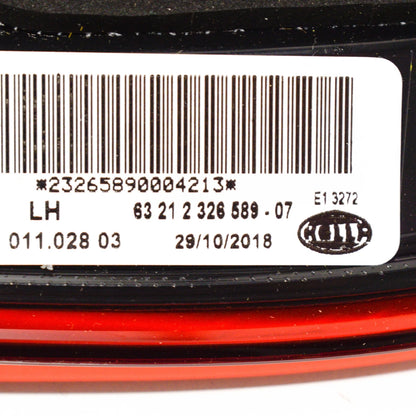 *23265890004213*
LH 63 21 2 326 589 - 07 E1 3272
011.028 03 29/10/2018 HELLA